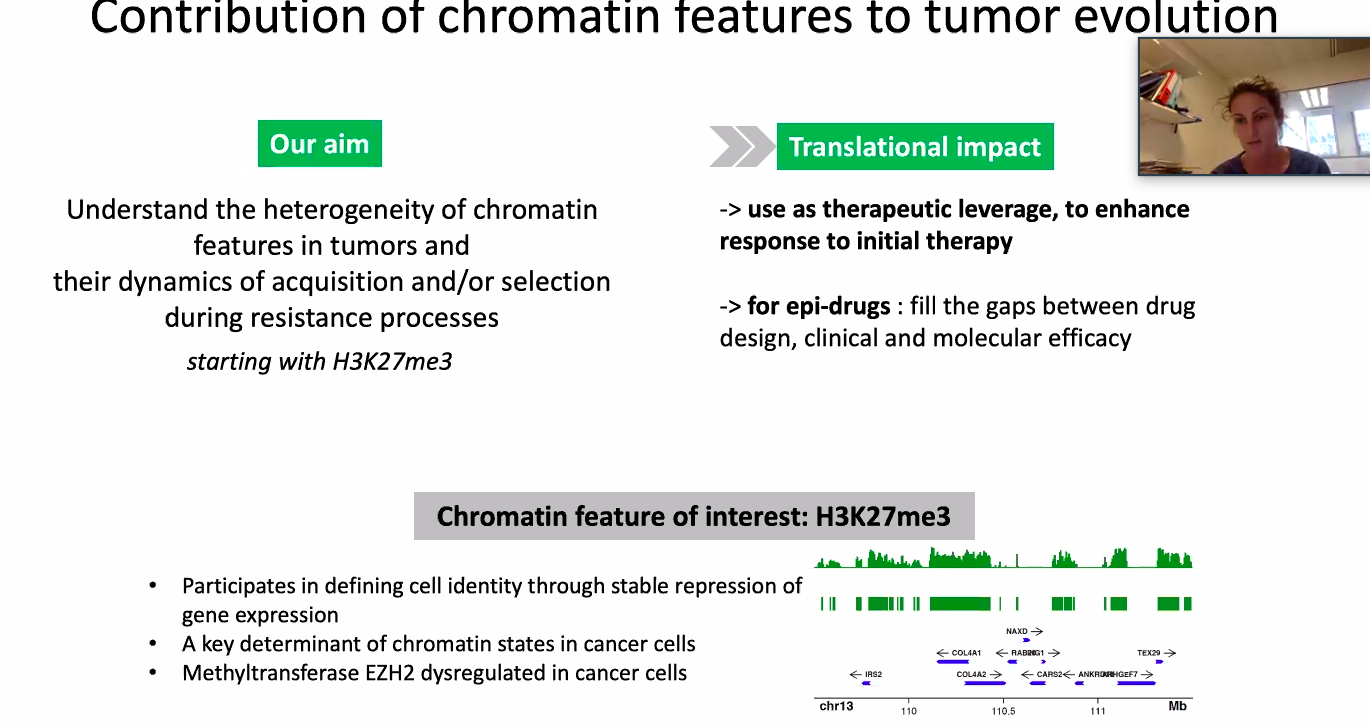 Contribution of chromatin features to tumor evolution
Our aim
Understand the heterogeneity of chromatin
features in tumors and
their dynamics of acquisition and/or selection
during resistance processes
starting with H3K27me3
Translational impact
-> use as therapeutic leverage, to enhance
response to initial therapy
-> for epi-drugs : fill the gaps between drug
design, clinical and molecular efficacy
Chromatin feature of interest: H3K27me3
• Participates in defining cell identity through stable repression of
gene expression
• A key determinant of chromatin states in cancer cells
• Methyltransferase EZH2 dysregulated in cancer cells
NAXD
COL4A1
TEX29
IRS2 COL4A2 CARS2
chr13 110 110.5 111 Mb